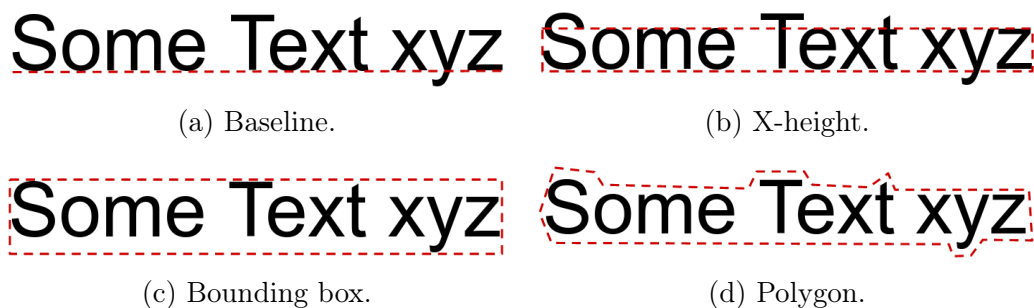 Some Text xyz
Some Text xyz
(a) Baseline.
(b) X-height.
Some Text xyz
Some Text xyz
(c) Bounding box.
(d) Polygon.